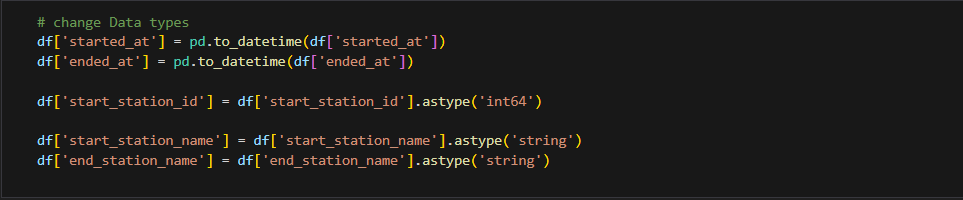 # change Data types
df['started_at'] = pd.to_datetime(df['started_at'])
df['ended_at'] = pd.to_datetime(df['ended_at'])
df['start_station_id'] = df['start_station_id'].astype('int64')
df['start_station_name'] = df['start_station_name'].astype('string')
df['end_station_name'] = df['end_station_name'].astype('string')